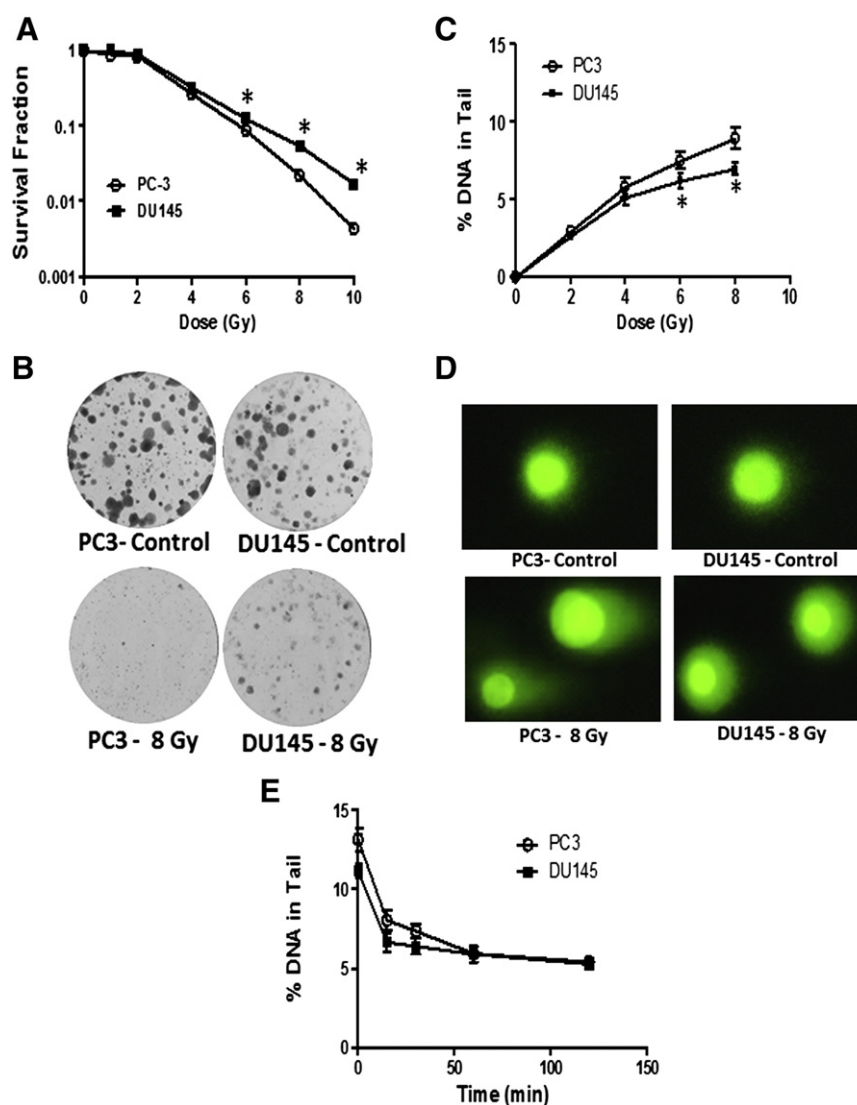 A
Survival Fraction
1
0.1
0.01
0.001
PC-3
DU145
*
*
*
0
2
4
6
8
10
Dose (Gy)
C
% DNA in Tail
15
10
5
0
PC3
DU145
*
*
0
2
4
6
8
10
Dose (Gy)
B
PC3- Control
DU145 - Control
PC3 - 8 Gy
DU145 - 8 Gy
D
PC3- Control
DU145 - Control
PC3 - 8 Gy
DU145 - 8 Gy
E
% DNA in Tail
15
10
5
0
PC3
DU145
0
50
100
150
Time (min)